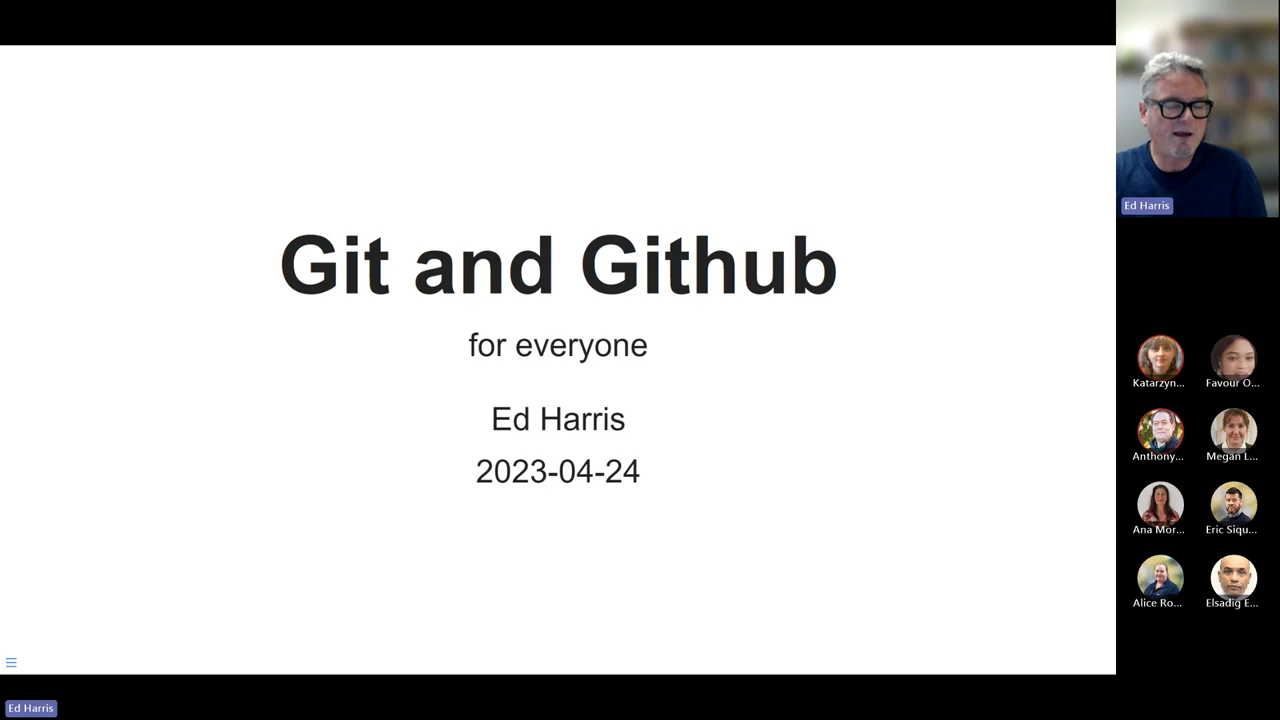 Git and Github
for everyone
Ed Harris
2023-04-24
Ed Harris
Katarzyn...
Favour O...
Anthony...
Megan L...
Ana Mor...
Eric Siqu...
Alice Ro...
Elsadig E...
Ed Harris